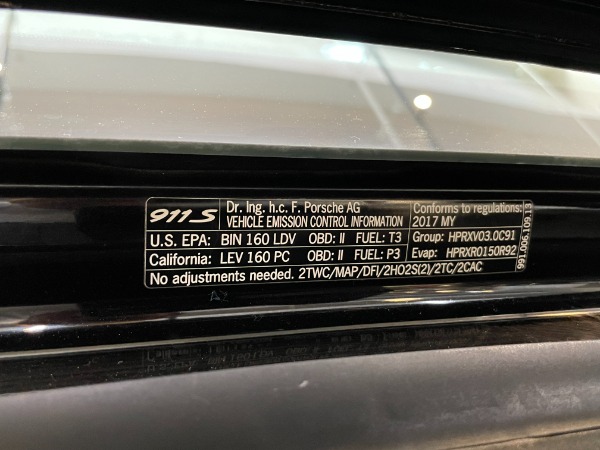 911 S
Dr. Ing. h.c. F. Porsche AG
VEHICLE EMISSION CONTROL INFORMATION
Conforms to regulations:
2017 MY
U.S. EPA: BIN 160 LDV OBD: II FUEL: T3
Group: HPRXV03.0C91
California: LEV 160 PC OBD: II FUEL: P3
Evap: HPRXR0150R92
No adjustments needed. 2TWC/MAP/DFI/2HO2S(2)/2TC/2CAC
991.006.109.13